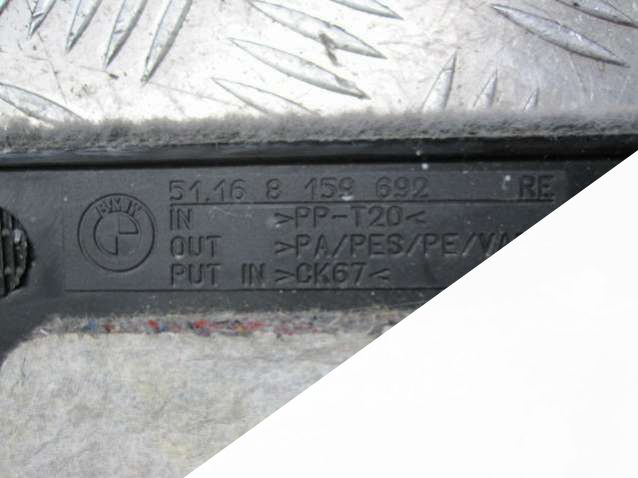 BMW
51.16 8 159 692 RE
IN >PP-T20<
OUT >PA/PES/PE/VA
PUT IN >CK67<